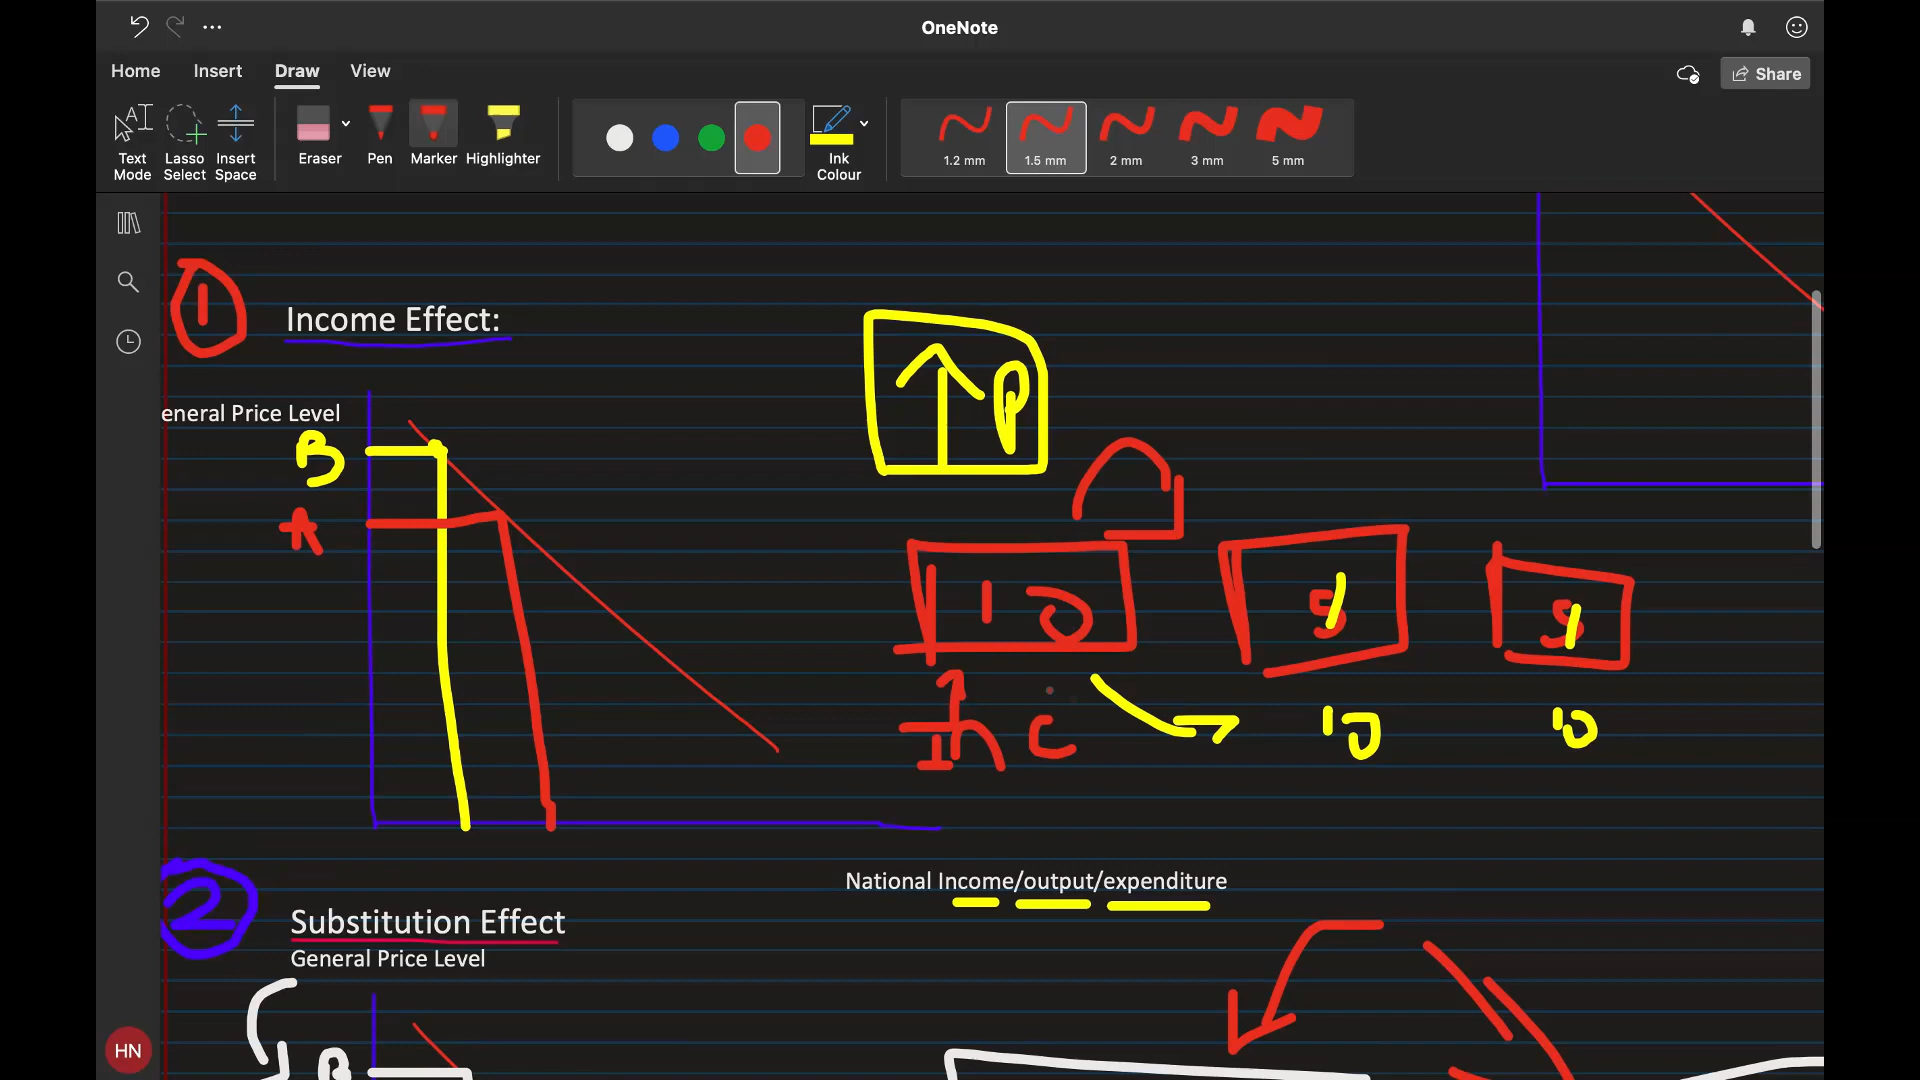 OneNote
Home Insert Draw View
Share
Text Mode
Lasso Select
Insert Space
Eraser
Pen
Marker
Highlighter
Ink Colour
1.2 mm
1.5 mm
2 mm
3 mm
5 mm
1
Income Effect:
P
eneral Price Level
B
A
10
5
5
Inc
10
10
National Income/output/expenditure
2
Substitution Effect
General Price Level
B
HN